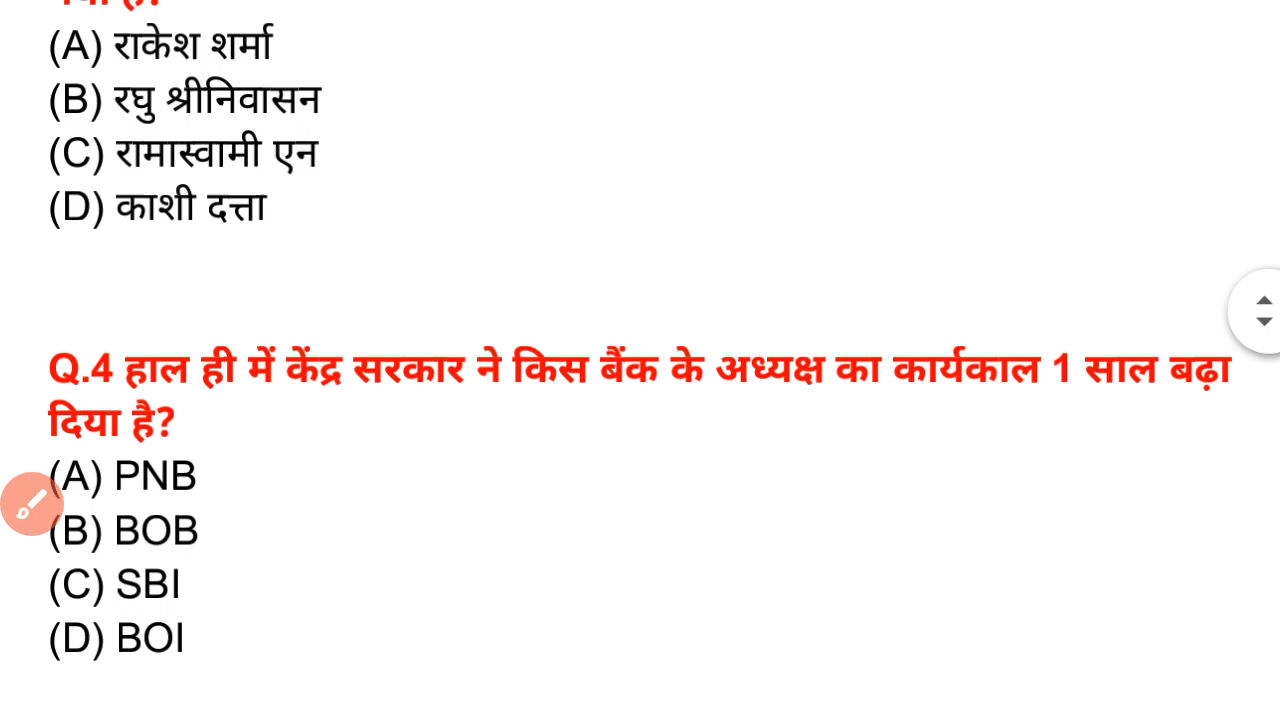 (A) राकेश शर्मा
(B) रघु श्रीनिवासन
(C) रामास्वामी एन
(D) काशी दत्ता
Q.4 हाल ही में केंद्र सरकार ने किस बैंक के अध्यक्ष का कार्यकाल 1 साल बढ़ा
दिया है?
(A) PNB
(B) BOB
(C) SBI
(D) BOI